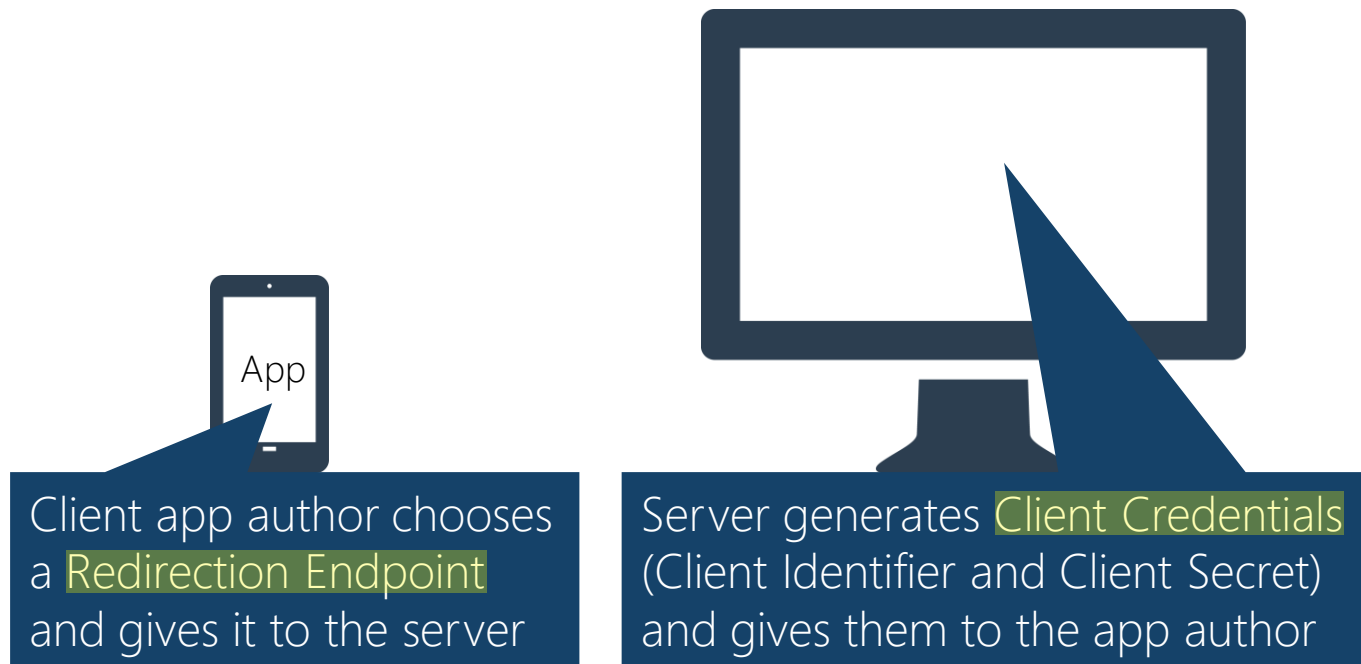 App
Client app author chooses
a Redirection Endpoint
and gives it to the server
Server generates Client Credentials
(Client Identifier and Client Secret)
and gives them to the app author